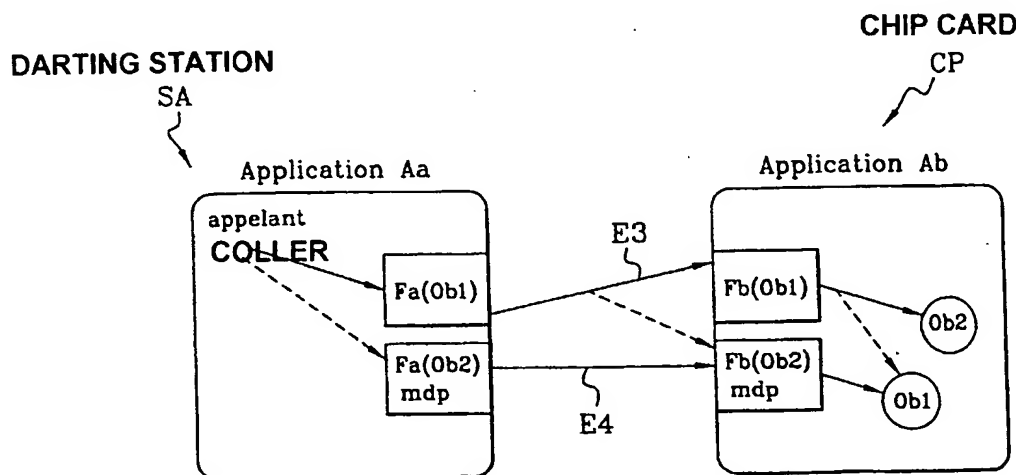 CHIP CARD
CP
DARTING STATION
SA
Application Aa
Application Ab
appelant
COLLER
E3
Fa(Ob1)
Fb(Ob1)
Ob2
Fa(Ob2)
mdp
Fb(Ob2)
mdp
Ob1
E4